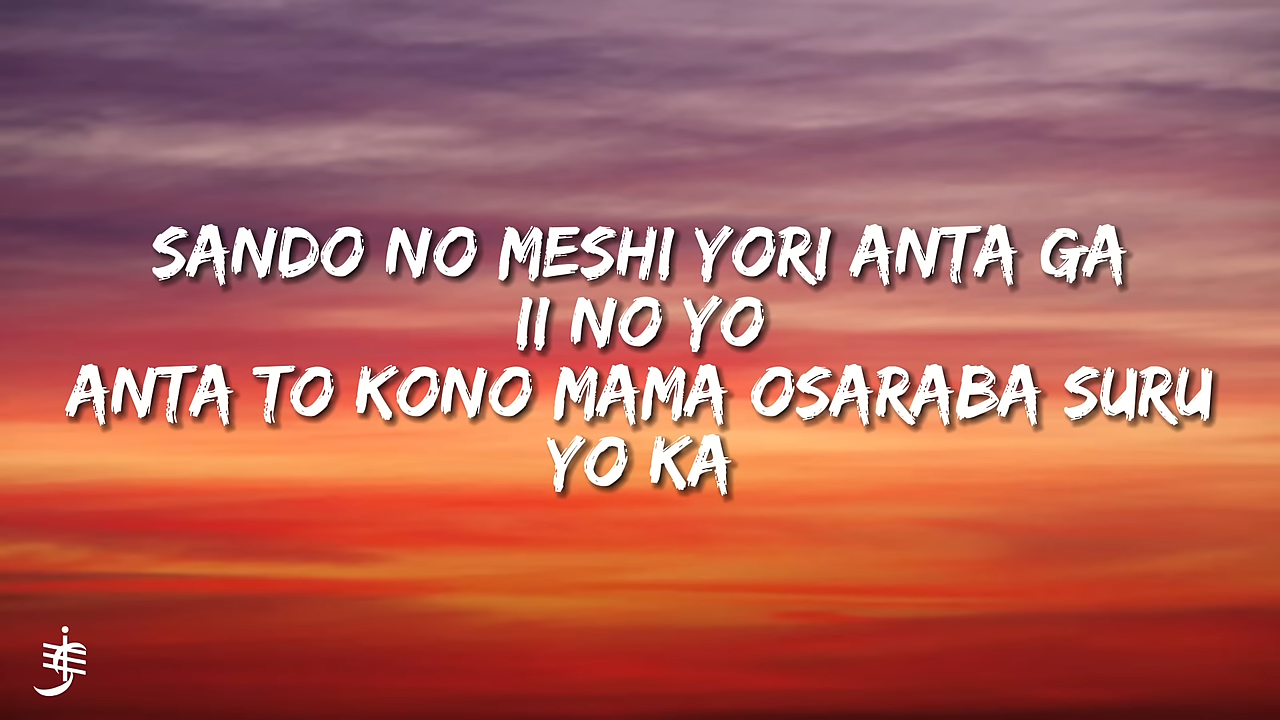 SANDO NO MESHI YORI ANTA GA
II NO YO
ANTA TO KONO MAMA OSARABA SURU
YO KA